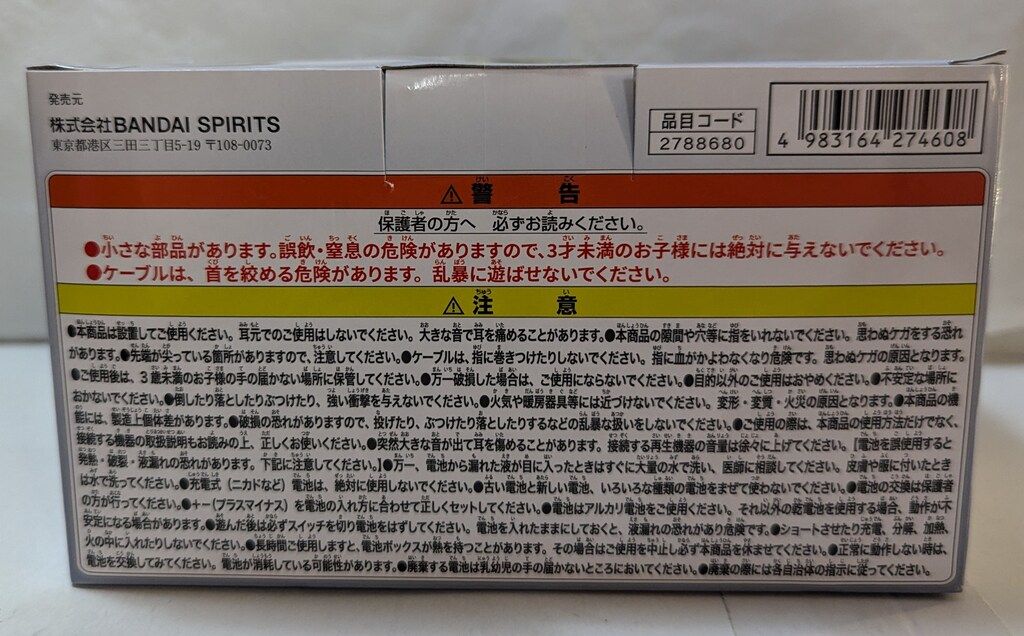 発売元
株式会社BANDAI SPIRITS
東京都港区三田三丁目5-19 〒108-0073
品目コード
2788680
4 983164 274608
⚠警告
保護者の方へ 必ずお読みください。
●小さな部品があります。誤飲・窒息の危険がありますので、3才未満のお子様には絶対に与えないでください。
●ケーブルは、首を絞める危険があります。乱暴に遊ばせないでください。
⚠注意
●本商品は設置してご使用ください。耳元でのご使用はしないでください。大きな音で耳を痛めることがあります。●本商品の隙間や穴等に指をいれないでください。思わぬケガをする恐れ
があります。●先端が尖っている箇所がありますので、注意してください。●ケーブルは、指に巻きつけたりしないでください。指に血がかよわなくなり危険です。思わぬケガの原因となります。
●ご使用後は、3歳未満のお子様の手の届かない場所に保管してください。●万一破損した場合は、ご使用にならないでください。●目的以外のご使用はおやめください。●不安定な場所に
おかないでください。●倒したり落としたりぶつけたり、強い衝撃を与えないでください。●火気や暖房器具等には近づけないでください。変形・変質・火災の原因となります。●本商品の機
能には、製造上個体差があります。●破損の恐れがありますので、投げたり、ぶつけたり落としたりするなどの乱暴な扱いをしないでください。●ご使用の際は、本商品の使用方法だけでなく、
接続する機器の取扱説明もお読みの上、正しくお使いください。●突然大きな音が出て耳を傷めることがあります。接続する再生機器の音量は徐々に上げてください。【電池を誤使用すると
発熱・破裂・液漏れの恐れがあります。下記に注意してください。】●万一、電池から漏れた液が目に入ったときはすぐに大量の水で洗い、医師に相談してください。皮膚や服に付いたとき
は水で洗ってください。●充電式（ニカドなど）電池は、絶対に使用しないでください。●古い電池と新しい電池、いろいろな種類の電池をまぜて使わないでください。●電池の交換は保護者
の方が行ってください。●＋－（プラスマイナス）を電池の入れ方に合わせて正しくセットしてください。●電池はアルカリ電池をご使用ください。それ以外の乾電池を使用する場合、動作が不
安定になる場合があります。●遊んだ後は必ずスイッチを切り電池をはずしてください。電池を入れたままにしておくと、液漏れの恐れがあり危険です。●ショートさせたり充電、分解、加熱、
火の中に入れたりしないでください。●長時間ご使用しますと、電池ボックスが熱を持つことがあります。その場合はご使用を中止し必ず本商品を休ませてください。●正常に動作しない時は、
電池を交換してみてください。電池が消耗している可能性があります。●廃棄する電池は乳幼児の手の届かないところにおいてください。●廃棄の際には各自治体の指示に従ってください。